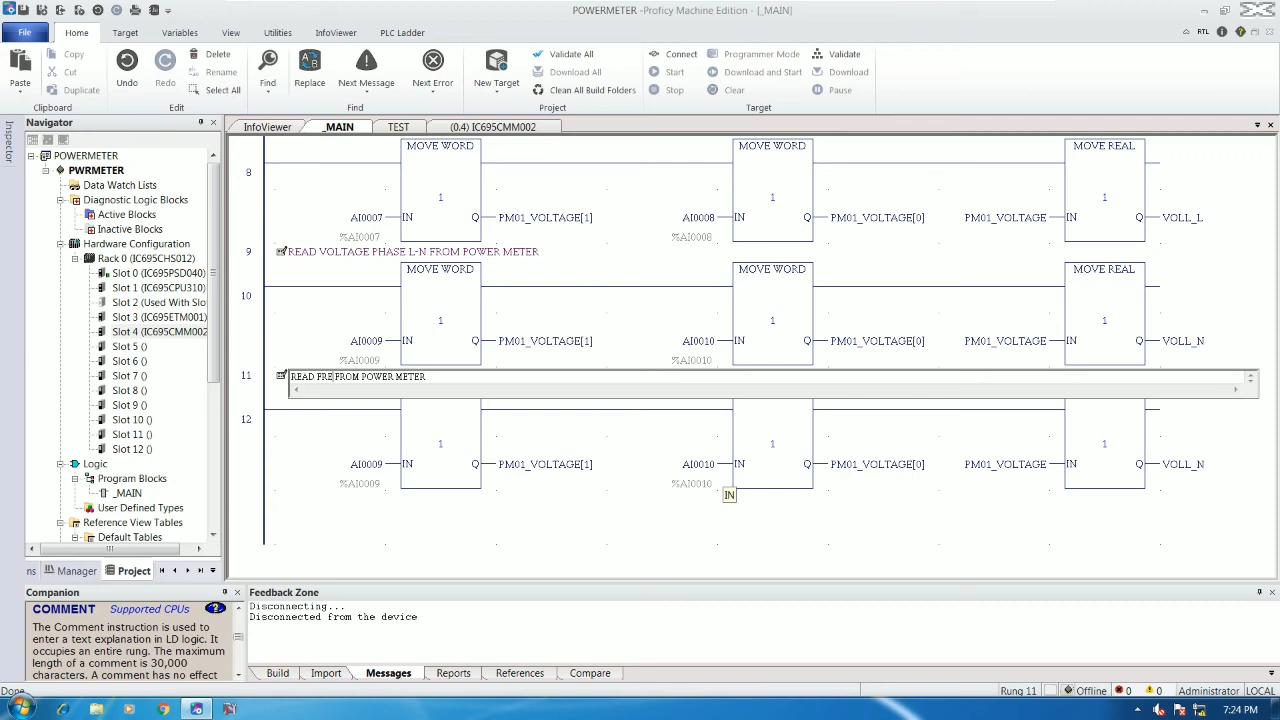 POWERMETER - Proficy Machine Edition - [_MAIN]
File Home Target Variables View Utilities InfoViewer PLC Ladder RTL
Paste
Copy
Cut
Duplicate
Clipboard
Undo Redo
Delete
Rename
Select All
Edit
Find Replace Next Message Next Error
Find
New Target
Validate All
Download All
Clean All Build Folders
Project
Connect Programmer Mode Validate
Start Download and Start Download
Stop Clear Pause
Target
Inspector
Navigator
POWERMETER
PWRMETER
Data Watch Lists
Diagnostic Logic Blocks
Active Blocks
Inactive Blocks
Hardware Configuration
Rack 0 (IC695CHS012)
Slot 0 (IC695PSD040)
Slot 1 (IC695CPU310)
Slot 2 (Used With Slo
Slot 3 (IC695ETM001)
Slot 4 (IC695CMM002
Slot 5 ()
Slot 6 ()
Slot 7 ()
Slot 8 ()
Slot 9 ()
Slot 10 ()
Slot 11 ()
Slot 12 ()
Logic
Program Blocks
_MAIN
User Defined Types
Reference View Tables
Default Tables
ns Manager Project
InfoViewer _MAIN TEST (0.4) IC695CMM002
MOVE WORD MOVE WORD MOVE REAL
8
1 1 1
AI0007 IN Q PM01_VOLTAGE[1] AI0008 IN Q PM01_VOLTAGE[0] PM01_VOLTAGE IN Q VOLL_L
%AI0007 %AI0008
9 READ VOLTAGE PHASE L-N FROM POWER METER
MOVE WORD MOVE WORD MOVE REAL
10
1 1 1
AI0009 IN Q PM01_VOLTAGE[1] AI0010 IN Q PM01_VOLTAGE[0] PM01_VOLTAGE IN Q VOLL_N
%AI0009 %AI0010
11 READ FRE FROM POWER METER
12
1 1 1
AI0009 IN Q PM01_VOLTAGE[1] AI0010 IN Q PM01_VOLTAGE[0] PM01_VOLTAGE IN Q VOLL_N
%AI0009 %AI0010
IN
Companion
COMMENT Supported CPUs ?
The Comment instruction is used to
enter a text explanation in LD logic. It
occupies an entire rung. The maximum
length of a comment is 30,000
characters. A comment has no effect
Feedback Zone
Disconnecting...
Disconnected from the device
Build Import Messages Reports References Compare
Done
Rung 11 Offline 0 0 Administrator LOCAL
7:24 PM